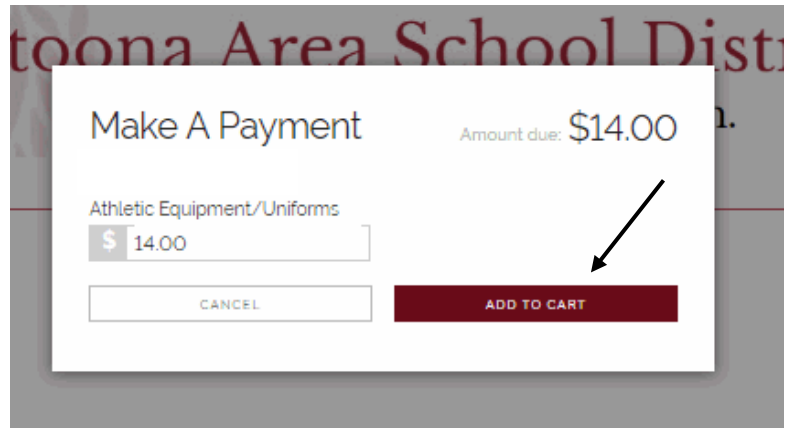 toona Area School Distr
Make A Payment
Amount due: $14.00
n.
Athletic Equipment/Uniforms
$ 14.00
CANCEL
ADD TO CART